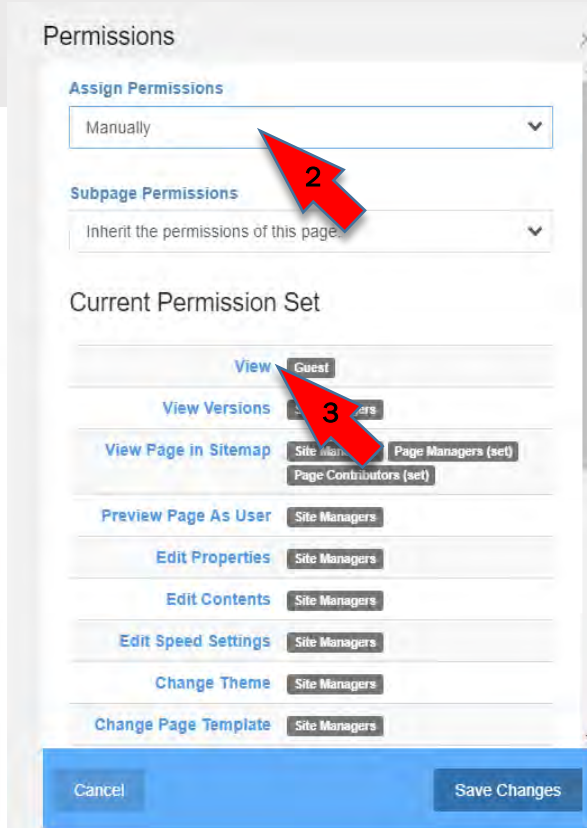 Permissions
Assign Permissions
Manually
2
Subpage Permissions
Inherit the permissions of this page.
Current Permission Set
View Guest
3
View Versions
View Page in Sitemap Site Page Managers (set)
Page Contributors (set)
Preview Page As User Site Managers
Edit Properties Site Managers
Edit Contents Site Managers
Edit Speed Settings Site Managers
Change Theme Site Managers
Change Page Template Site Managers
Cancel Save Changes